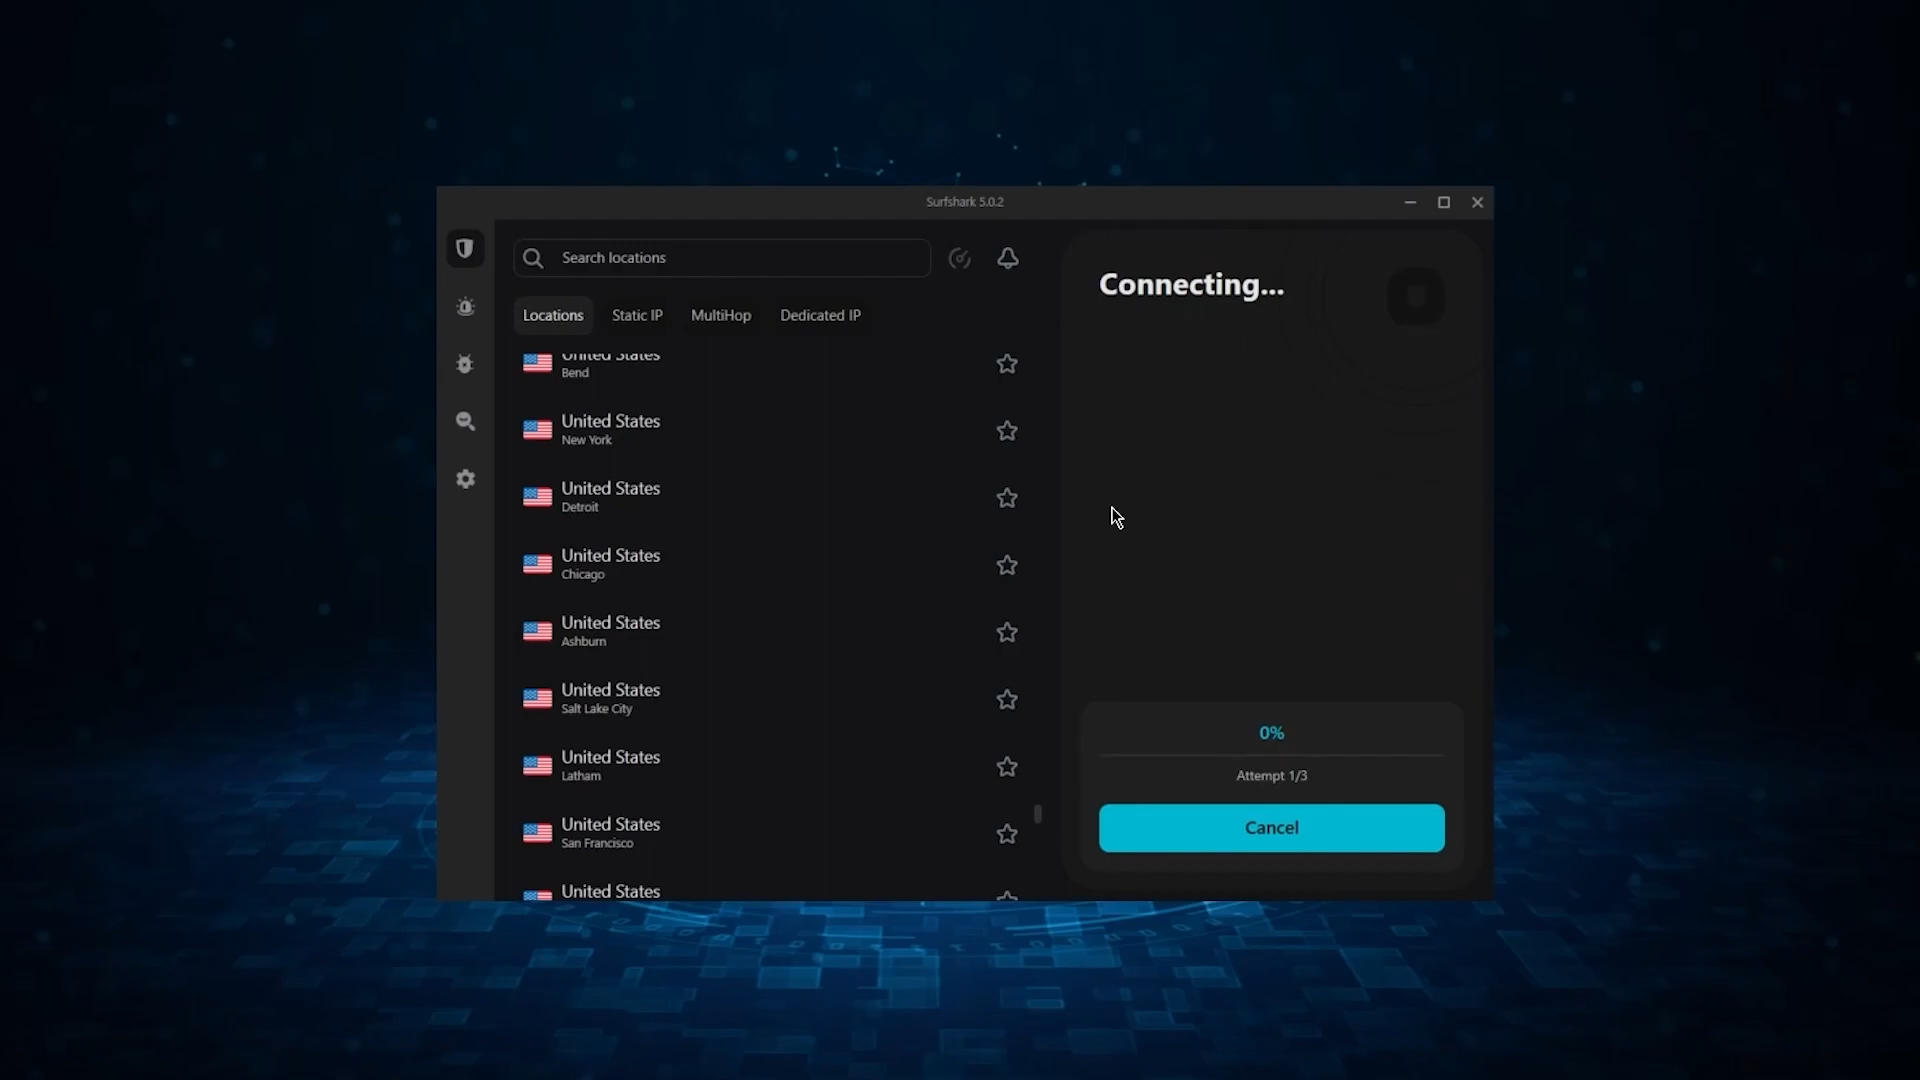 Surfshark 5.0.2
Search locations
Locations
Static IP
MultiHop
Dedicated IP
United States
Bend
United States
New York
United States
Detroit
United States
Chicago
United States
Ashburn
United States
Salt Lake City
United States
Latham
United States
San Francisco
United States
Connecting...
0%
Attempt 1/3
Cancel